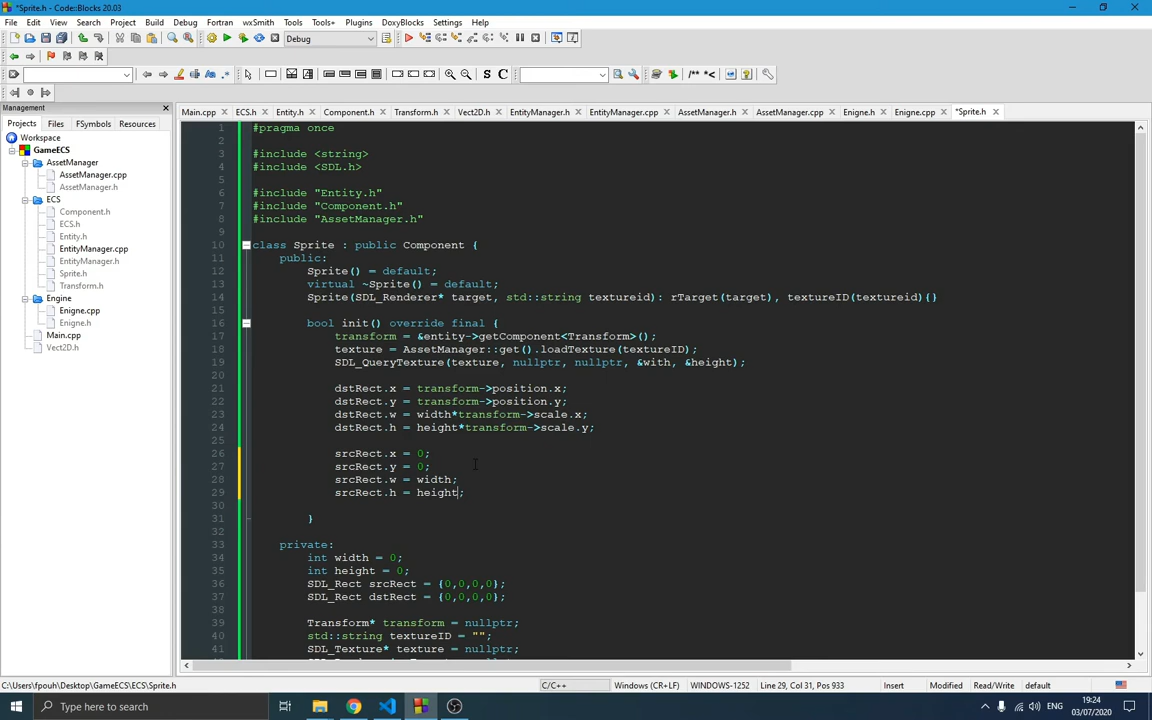 *Sprite.h - Code::Blocks 20.03
File Edit View Search Project Build Debug Fortran wxSmith Tools Tools+ Plugins DoxyBlocks Settings Help
Debug
Management
Projects Files FSymbols Resources
Workspace
GameECS
AssetManager
AssetManager.cpp
AssetManager.h
ECS
Component.h
ECS.h
Entity.h
EntityManager.cpp
EntityManager.h
Sprite.h
Transform.h
Engine
Enigne.cpp
Enigne.h
Main.cpp
Vect2D.h
Main.cpp ECS.h Entity.h Component.h Transform.h Vect2D.h EntityManager.h EntityManager.cpp AssetManager.h AssetManager.cpp Enigne.h Enigne.cpp *Sprite.h
1 #pragma once
2
3 #include <string>
4 #include <SDL.h>
5
6 #include "Entity.h"
7 #include "Component.h"
8 #include "AssetManager.h"
9
10 class Sprite : public Component {
11 public:
12 Sprite() = default;
13 virtual ~Sprite() = default;
14 Sprite(SDL_Renderer* target, std::string textureid): rTarget(target), textureID(textureid){}
15
16 bool init() override final {
17 transform = &entity->getComponent<Transform>();
18 texture = AssetManager::get().loadTexture(textureID);
19 SDL_QueryTexture(texture, nullptr, nullptr, &with, &height);
20
21 dstRect.x = transform->position.x;
22 dstRect.y = transform->position.y;
23 dstRect.w = width*transform->scale.x;
24 dstRect.h = height*transform->scale.y;
25
26 srcRect.x = 0;
27 srcRect.y = 0;
28 srcRect.w = width;
29 srcRect.h = height;
30
31 }
32
33 private:
34 int width = 0;
35 int height = 0;
36 SDL_Rect srcRect = {0,0,0,0};
37 SDL_Rect dstRect = {0,0,0,0};
38
39 Transform* transform = nullptr;
40 std::string textureID = "";
41 SDL_Texture* texture = nullptr;
C:\Users\fpouh\Desktop\GameECS\ECS\Sprite.h C/C++ Windows (CR+LF) WINDOWS-1252 Line 29, Col 31, Pos 933 Insert Modified Read/Write default
Type here to search
ENG
19:24
03/07/2020